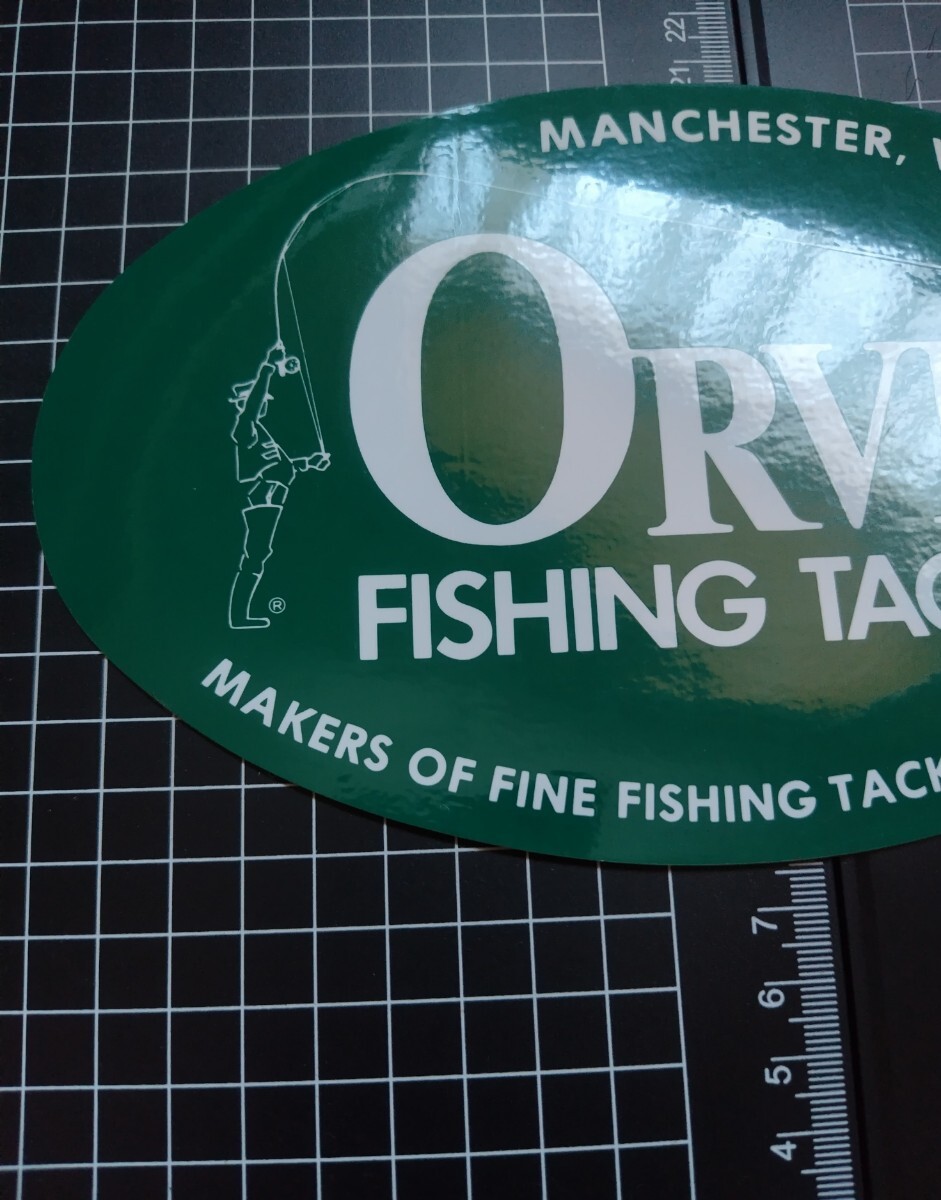 22
21
MANCHESTER,
ORV
FISHING TAC
®
MAKERS OF FINE FISHING TACK
7
6
5
4